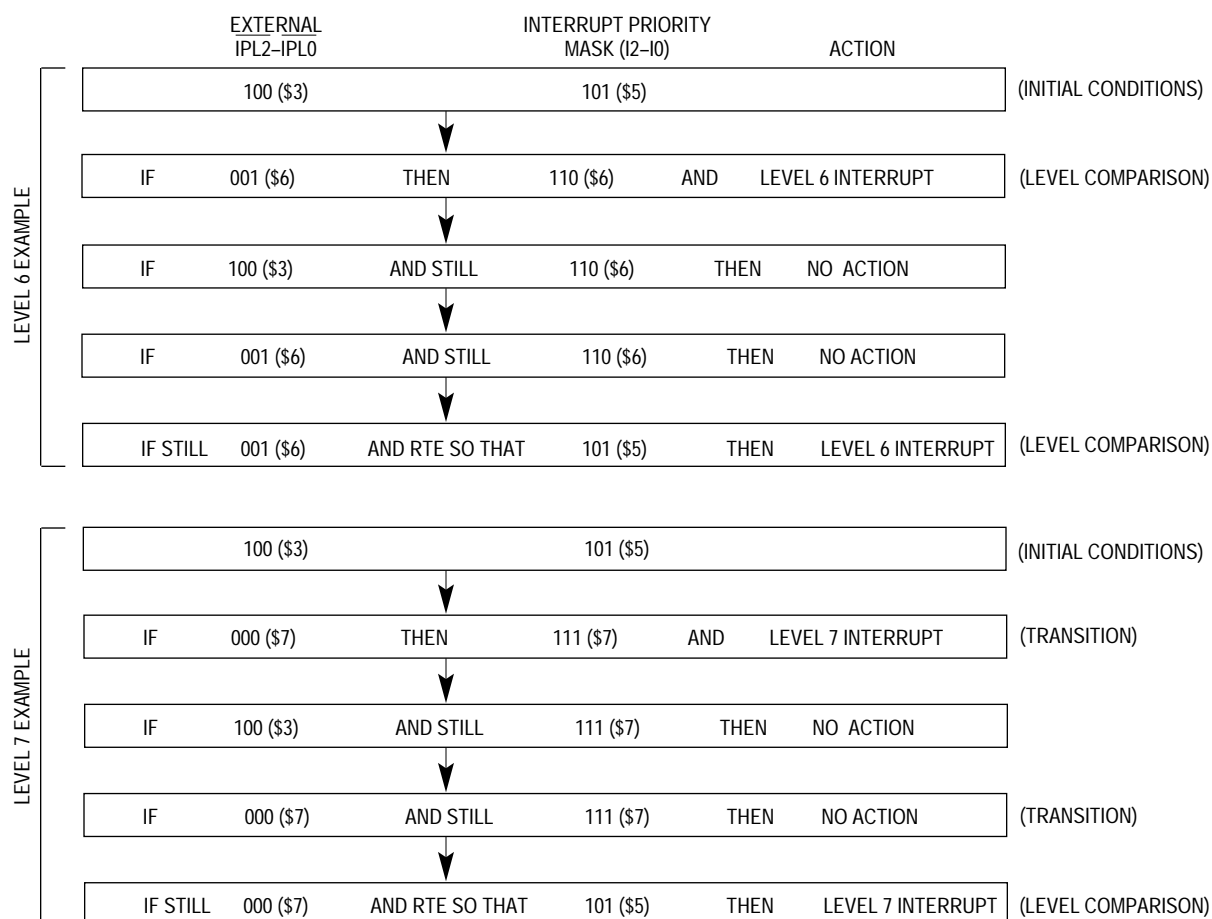 EXTERNAL INTERRUPT PRIORITY
IPL2–IPL0 MASK (I2–I0) ACTION
LEVEL 6 EXAMPLE
100 ($3) 101 ($5) (INITIAL CONDITIONS)
IF 001 ($6) THEN 110 ($6) AND LEVEL 6 INTERRUPT (LEVEL COMPARISON)
IF 100 ($3) AND STILL 110 ($6) THEN NO ACTION
IF 001 ($6) AND STILL 110 ($6) THEN NO ACTION
IF STILL 001 ($6) AND RTE SO THAT 101 ($5) THEN LEVEL 6 INTERRUPT (LEVEL COMPARISON)
LEVEL 7 EXAMPLE
100 ($3) 101 ($5) (INITIAL CONDITIONS)
IF 000 ($7) THEN 111 ($7) AND LEVEL 7 INTERRUPT (TRANSITION)
IF 100 ($3) AND STILL 111 ($7) THEN NO ACTION
IF 000 ($7) AND STILL 111 ($7) THEN NO ACTION (TRANSITION)
IF STILL 000 ($7) AND RTE SO THAT 101 ($5) THEN LEVEL 7 INTERRUPT (LEVEL COMPARISON)